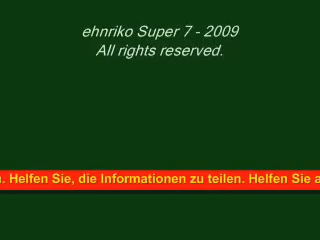 ehnriko Super 7 - 2009
All rights reserved.
. Helfen Sie, die Informationen zu teilen. Helfen Sie a